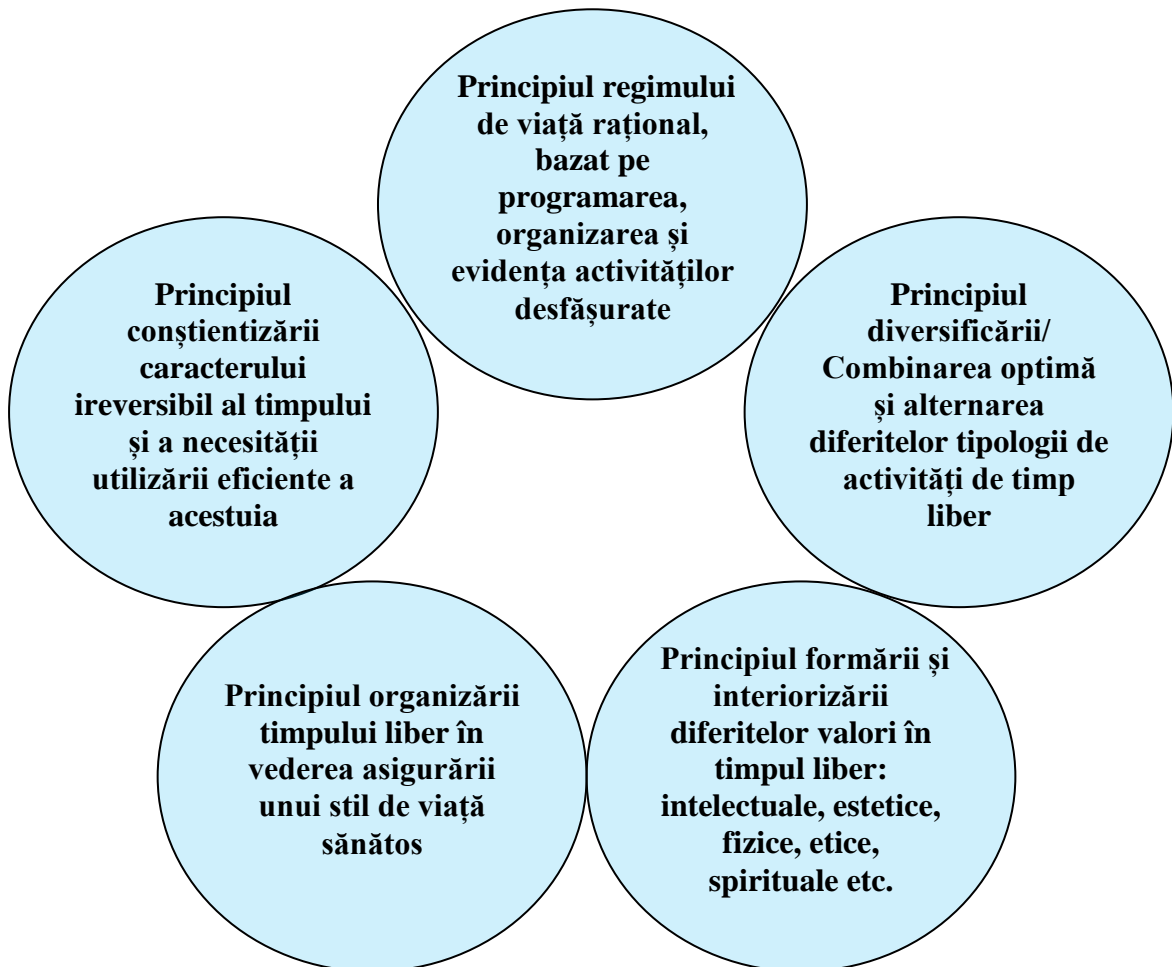 Principiul regimului
de viață rațional,
bazat pe
programarea,
organizarea și
evidența activităților
desfășurate
Principiul
conștientizării
caracterului
ireversibil al timpului
și a necesității
utilizării eficiente a
acestuia
Principiul
diversificării/
Combinarea optimă
și alternarea
diferitelor tipologii de
activități de timp
liber
Principiul organizării
timpului liber în
vederea asigurării
unui stil de viață
sănătos
Principiul formării și
interiorizării
diferitelor valori în
timpul liber:
intelectuale, estetice,
fizice, etice,
spirituale etc.